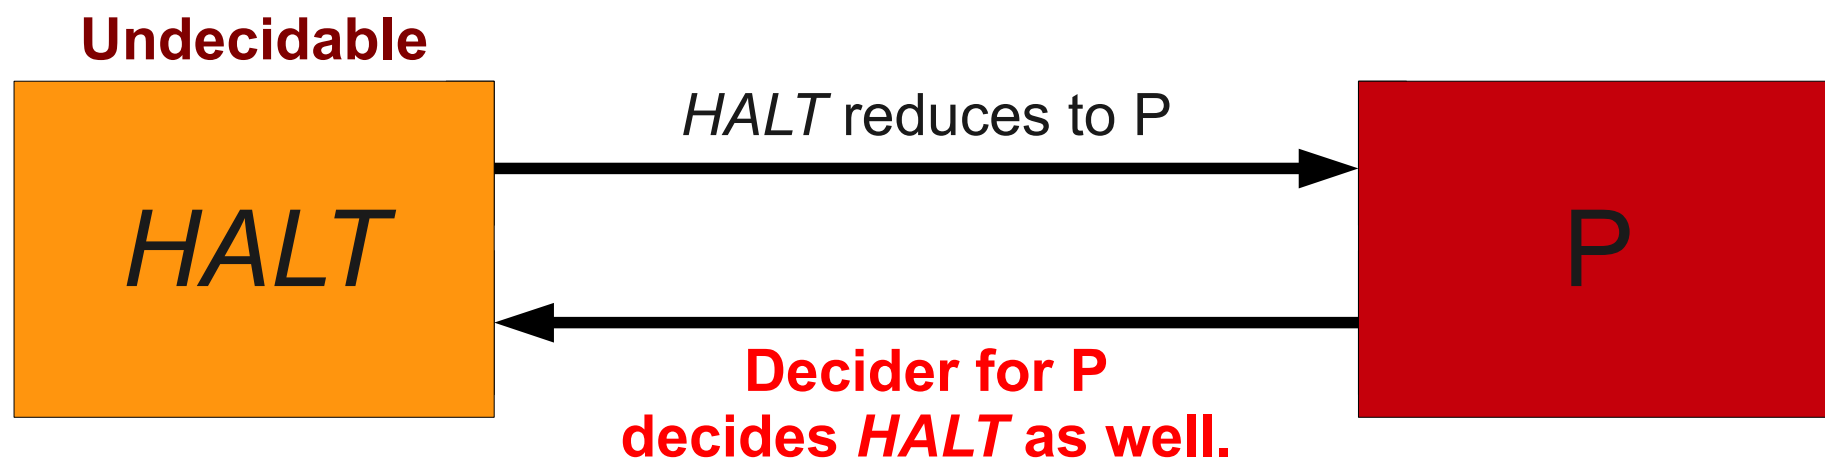 Undecidable
HALT reduces to P
HALT
P
Decider for P
decides HALT as well.